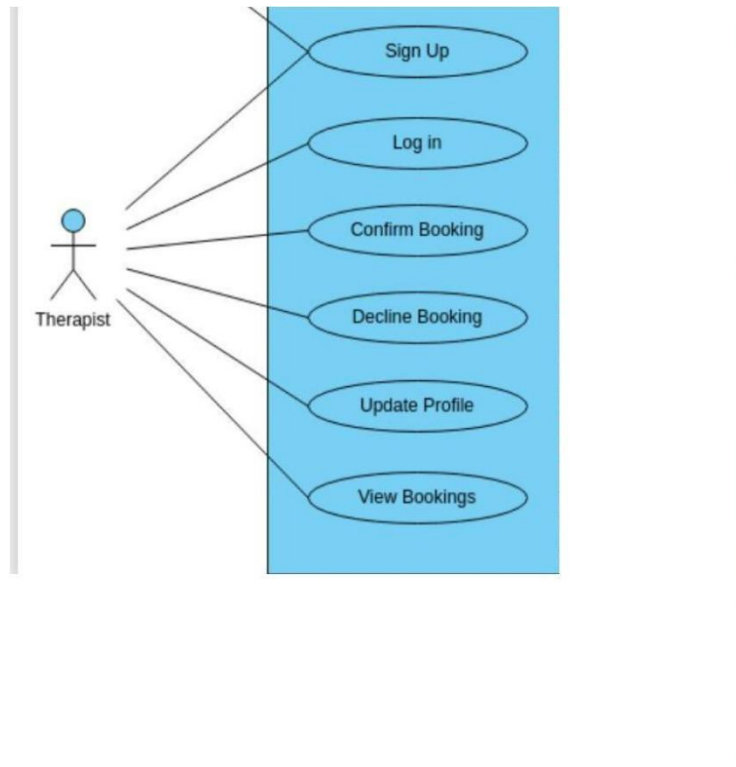 Sign Up
Log in
Confirm Booking
Decline Booking
Therapist
Update Profile
View Bookings